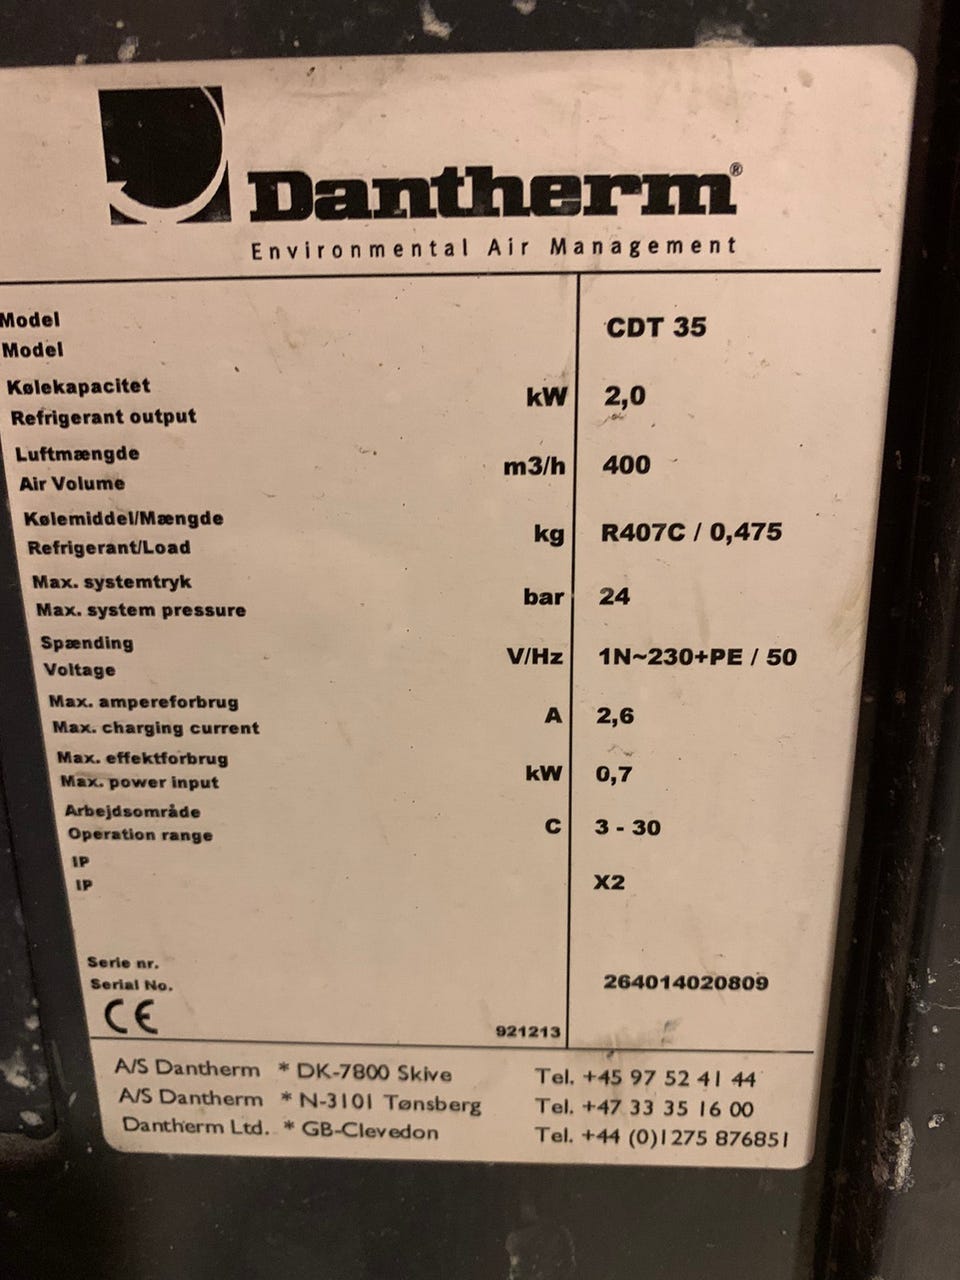 Dantherm®
Environmental Air Management
Model
Model
CDT 35
Kølekapacitet
Refrigerant output
kW 2,0
Luftmængde
Air Volume
m3/h 400
Kølemiddel/Mængde
Refrigerant/Load
kg R407C / 0,475
Max. systemtryk
Max. system pressure
bar 24
Spænding
Voltage
V/Hz 1N~230+PE / 50
Max. ampereforbrug
Max. charging current
A 2,6
Max. effektforbrug
Max. power input
kW 0,7
Arbejdsområde
Operation range
C 3 - 30
IP
IP
X2
Serie nr.
Serial No.
264014020809
CE
921213
A/S Dantherm * DK-7800 Skive Tel. +45 97 52 41 44
A/S Dantherm * N-3101 Tønsberg Tel. +47 33 35 16 00
Dantherm Ltd. * GB-Clevedon Tel. +44 (0)1275 876851